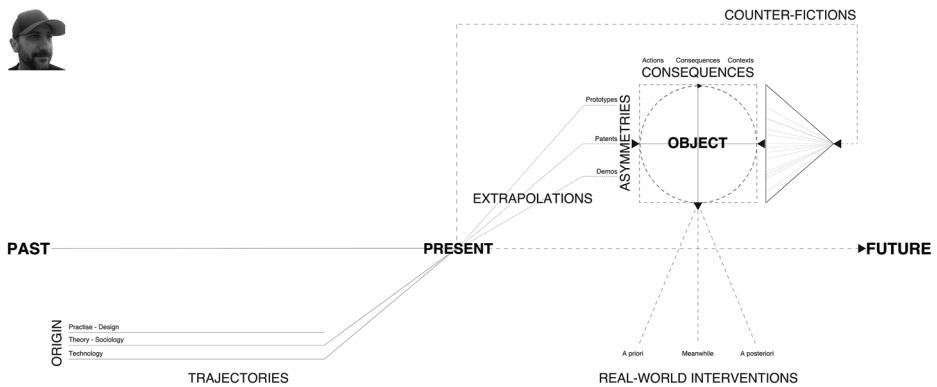 COUNTER-FICTIONS
Actions Consequences Contexts
CONSEQUENCES
Prototypes
Patents
Demos
ASYMMETRIES
OBJECT
EXTRAPOLATIONS
PAST
PRESENT
FUTURE
ORIGIN
Practise - Design
Theory - Sociology
Technology
TRAJECTORIES
A priori
Meanwhile
A posteriori
REAL-WORLD INTERVENTIONS